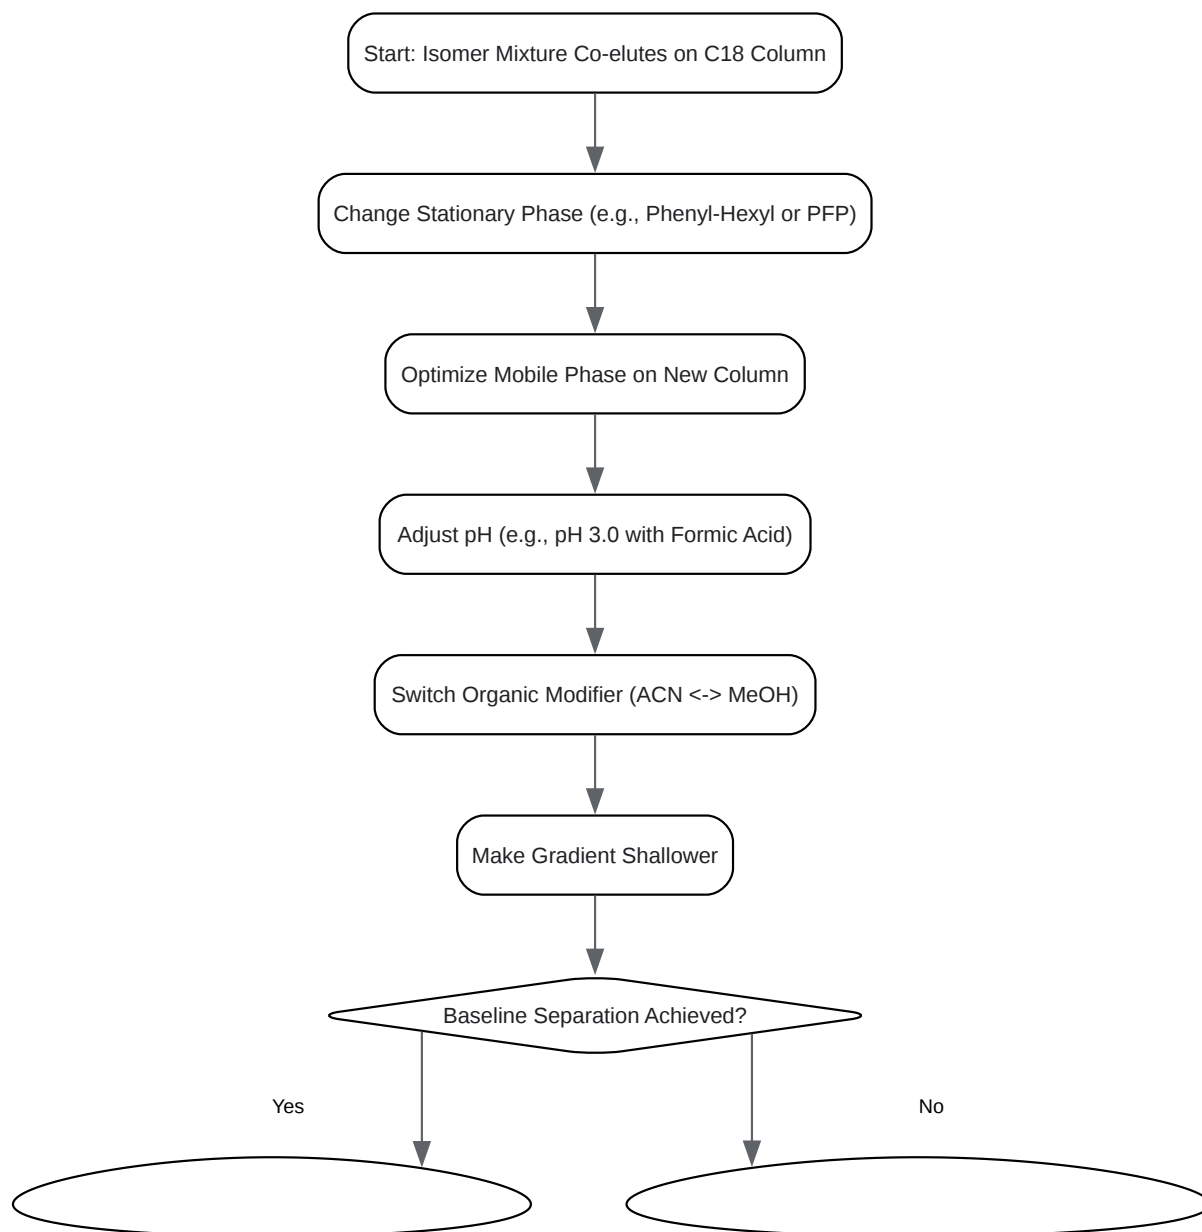 Start: Isomer Mixture Co-elutes on C18 Column
Change Stationary Phase (e.g., Phenyl-Hexyl or PFP)
Optimize Mobile Phase on New Column
Adjust pH (e.g., pH 3.0 with Formic Acid)
Switch Organic Modifier (ACN <-> MeOH)
Make Gradient Shallower
Baseline Separation Achieved?
Yes
No